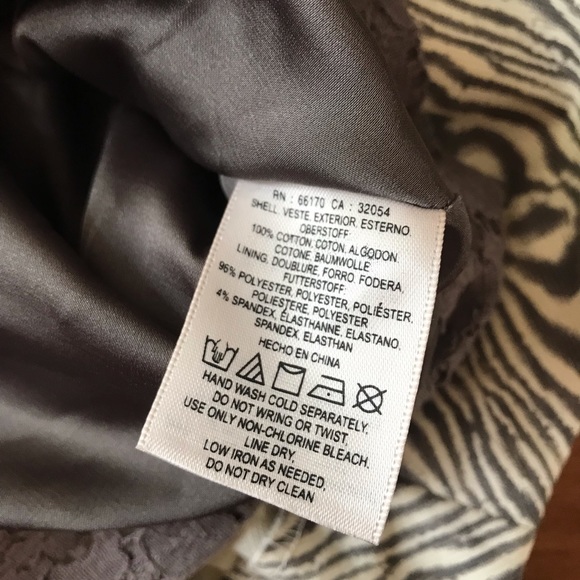 RN : 66170 CA : 32054
SHELL. VESTE, EXTERIOR, ESTERNO,
OBERSTOFF:
100% COTTON, COTON, ALGODON,
COTONE, BAUMWOLLE
LINING, DOUBLURE, FORRO, FODERA,
FUTTERSTOFF:
96% POLYESTER, POLYESTER, POLIÉSTER,
POLIESTERE, POLYESTER
4% SPANDEX, ELASTHANNE, ELASTANO,
SPANDEX, ELASTHAN
HECHO EN CHINA
HAND WASH COLD SEPARATELY.
DO NOT WRING OR TWIST.
USE ONLY NON-CHLORINE BLEACH.
LINE DRY.
LOW IRON AS NEEDED.
DO NOT DRY CLEAN